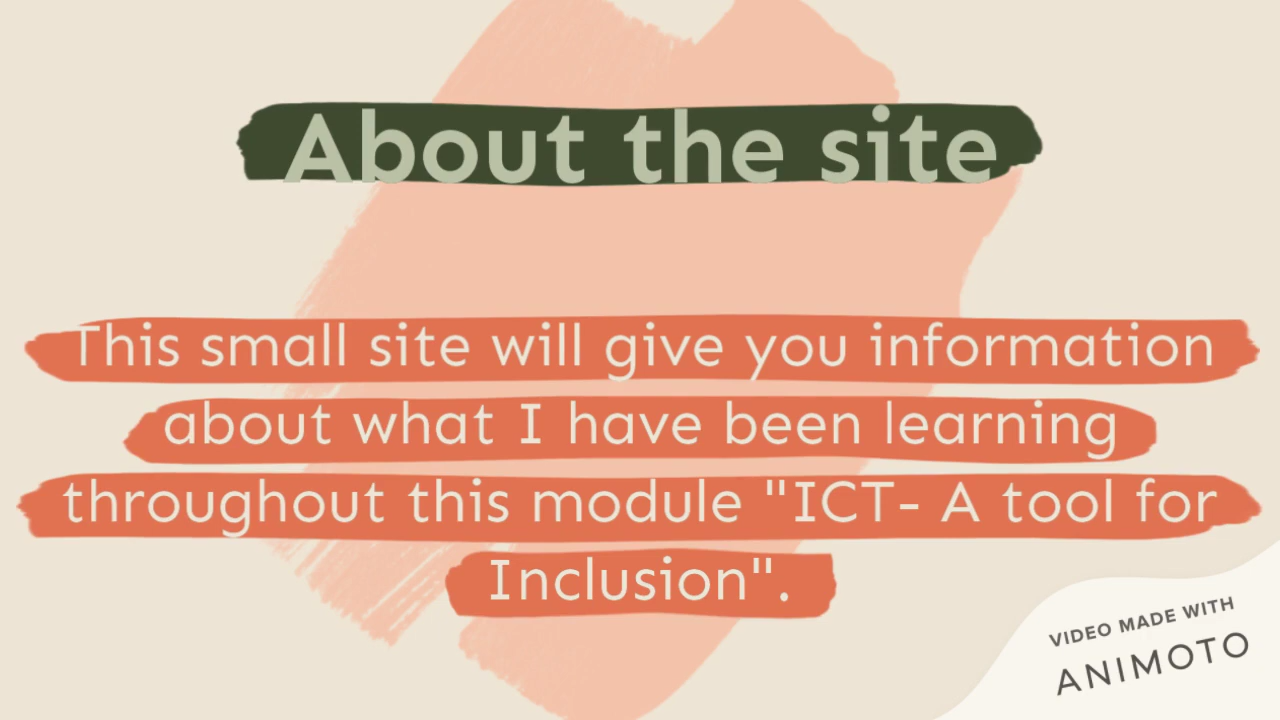 About the site
This small site will give you information
about what I have been learning
throughout this module "ICT- A tool for
Inclusion".
VIDEO MADE WITH
ANIMOTO